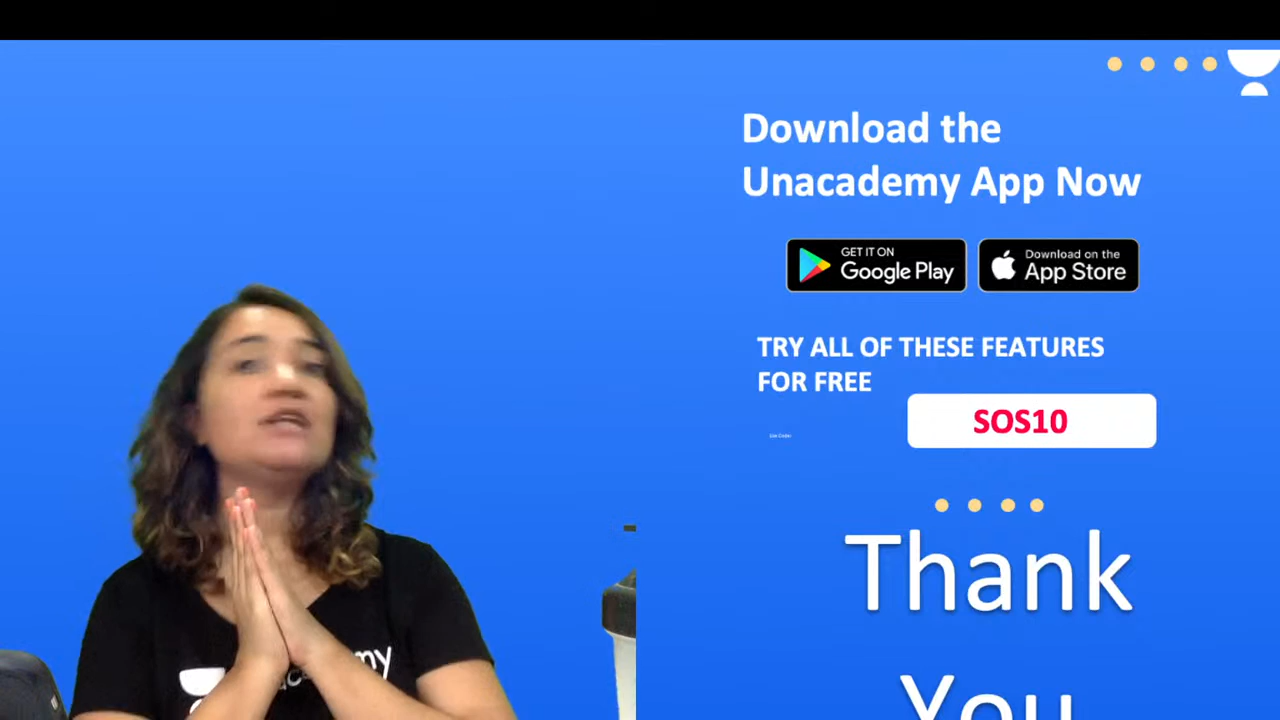 Download the
Unacademy App Now
GET IT ON
Google Play
Download on the
App Store
TRY ALL OF THESE FEATURES
FOR FREE
SOS10
Thank
You